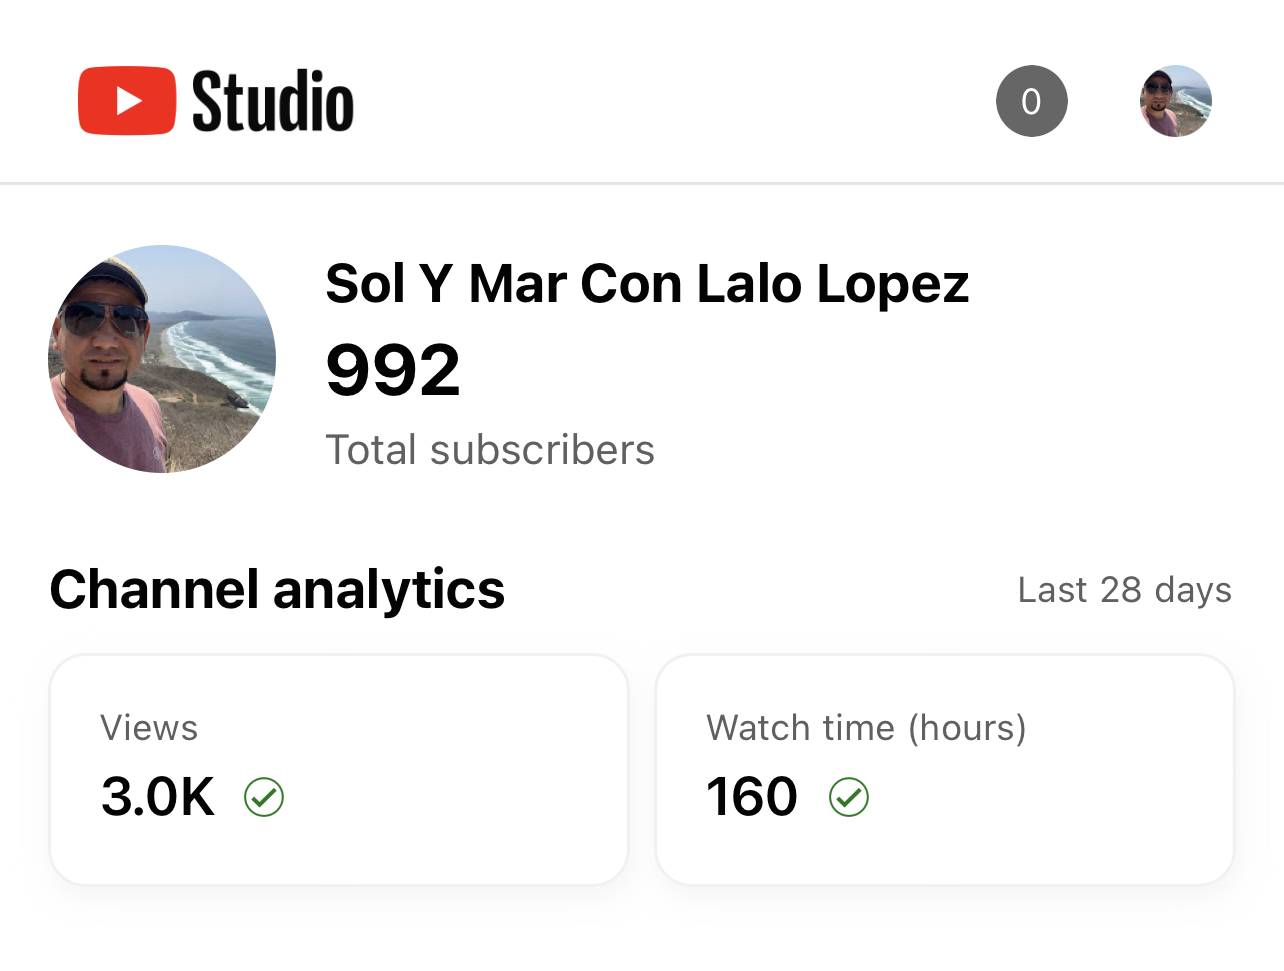 Studio
0
Sol Y Mar Con Lalo Lopez
992
Total subscribers
Channel analytics
Last 28 days
Views
3.0K
Watch time (hours)
160